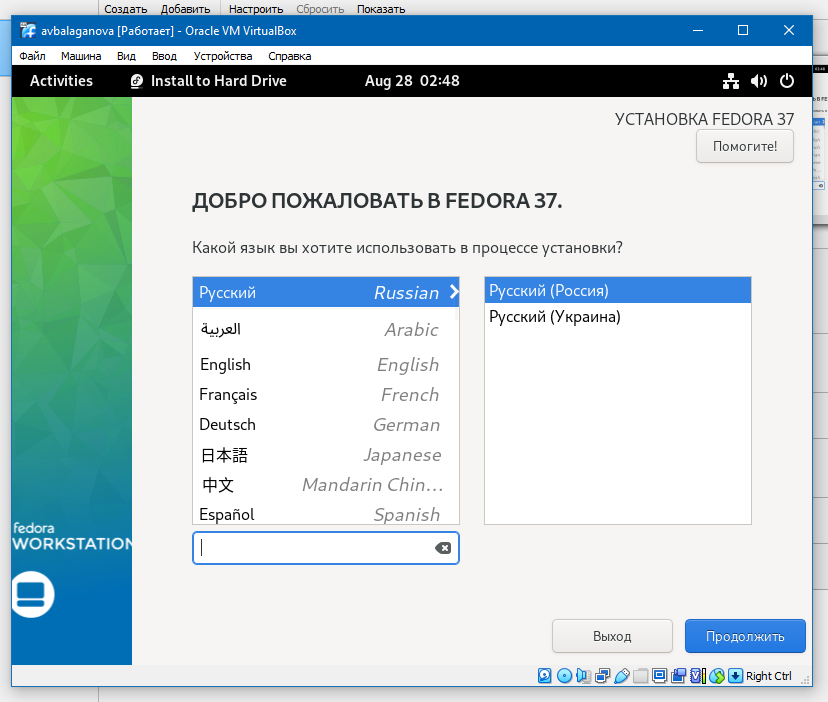 Создать Добавить Настроить Сбросить Показать
avbalaganova [Работает] - Oracle VM VirtualBox
Файл Машина Вид Ввод Устройства Справка
Activities Install to Hard Drive Aug 28 02:48
УСТАНОВКА FEDORA 37
Помогите!
ДОБРО ПОЖАЛОВАТЬ В FEDORA 37.
Какой язык вы хотите использовать в процессе установки?
Русский Russian
العربية Arabic
English English
Français French
Deutsch German
日本語 Japanese
中文 Mandarin Chin…
Español Spanish
Русский (Россия)
Русский (Украина)
fedora
WORKSTATION
Выход Продолжить
Right Ctrl